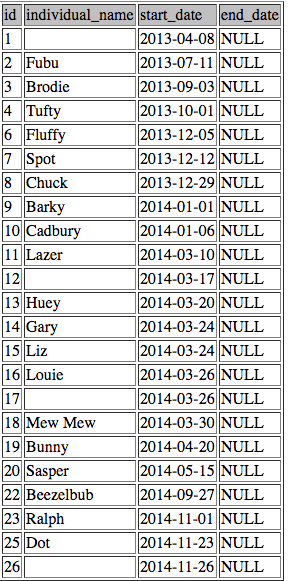 id individual_name start_date end_date
1 2013-04-08 NULL
2 Fubu 2013-07-11 NULL
3 Brodie 2013-09-03 NULL
4 Tufty 2013-10-01 NULL
6 Fluffy 2013-12-05 NULL
7 Spot 2013-12-12 NULL
8 Chuck 2013-12-29 NULL
9 Barky 2014-01-01 NULL
10 Cadbury 2014-01-06 NULL
11 Lazer 2014-03-10 NULL
12 2014-03-17 NULL
13 Huey 2014-03-20 NULL
14 Gary 2014-03-24 NULL
15 Liz 2014-03-24 NULL
16 Louie 2014-03-26 NULL
17 2014-03-26 NULL
18 Mew Mew 2014-03-30 NULL
19 Bunny 2014-04-20 NULL
20 Sasper 2014-05-15 NULL
22 Beezelbub 2014-09-27 NULL
23 Ralph 2014-11-01 NULL
25 Dot 2014-11-23 NULL
26 2014-11-26 NULL